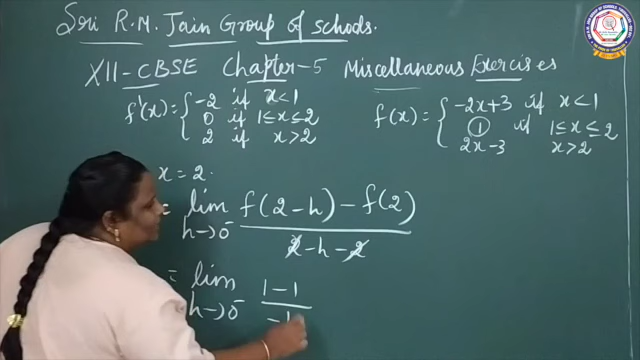 Sri R.M. Jain Group of schools.
XII-CBSE Chapter-5 Miscellaneous Exercises
f'(x)= { -2 if x<1
0 if 1≤x≤2
2 if x>2
f(x)= { -2x+3 if x<1
1 if 1≤x≤2
2x-3 x>2
x = 2.
= lim h→0⁻ f(2-h)-f(2) / 2-h-2
= lim h→0⁻ 1-1 / -